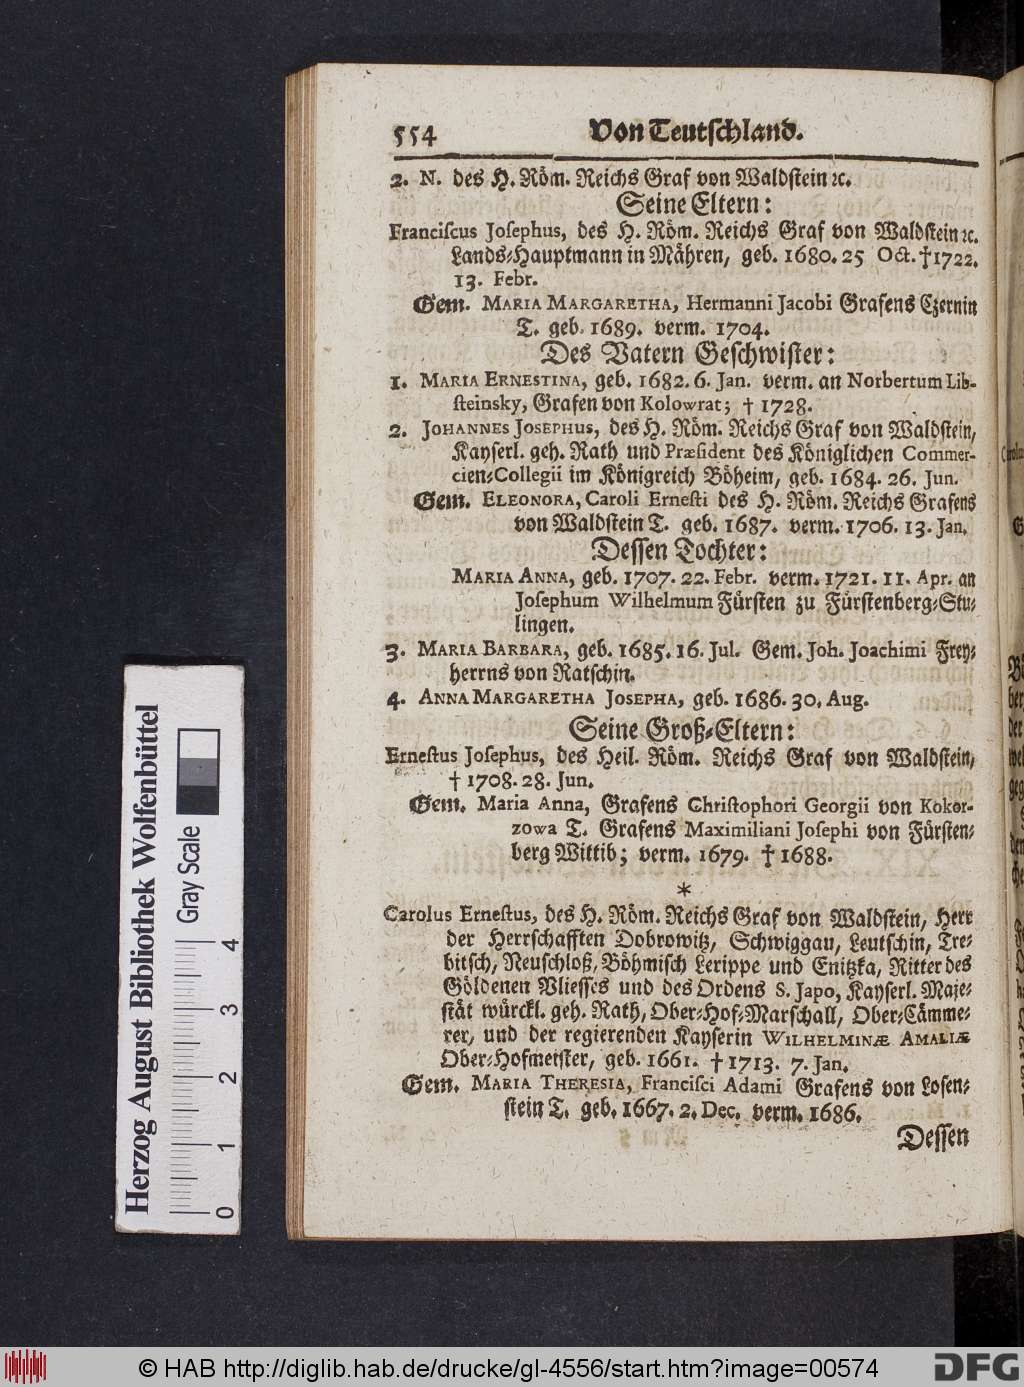 554 Von Teutschland.
2. N. des H. Röm. Reichs Graf von Waldstein ꝛc.
Seine Eltern:
Franciscus Josephus, des H. Röm. Reichs Graf von Waldstein ꝛc.
Lands-Hauptmann in Mähren, geb. 1680. 25 Oct. †1722.
13. Febr.
Gem. MARIA MARGARETHA, Hermanni Jacobi Grafens Czernin
T. geb. 1689. verm. 1704.
Des Vatern Geschwister:
1. MARIA ERNESTINA, geb. 1682. 6. Jan. verm. an Norbertum Lib-
steinsky, Grafen von Kolowrat; † 1728.
2. JOHANNES JOSEPHUS, des H. Röm. Reichs Graf von Waldstein,
Kayserl. geh. Rath und Præsident des Königlichen Commer-
cien-Collegii im Königreich Böheim, geb. 1684. 26. Jun.
Gem. ELEONORA, Caroli Ernesti des H. Röm. Reichs Grafens
von Waldstein T. geb. 1687. verm. 1706. 13. Jan.
Dessen Tochter:
MARIA ANNA, geb. 1707. 22. Febr. verm. 1721. 11. Apr. an
Josephum Wilhelmum Fürsten zu Fürstenberg-Stu-
lingen.
3. MARIA BARBARA, geb. 1685. 16. Jul. Gem. Joh. Joachimi Frey-
herrns von Ratschin.
4. ANNA MARGARETHA JOSEPHA, geb. 1686. 30. Aug.
Seine Groß-Eltern:
Ernestus Josephus, des Heil. Röm. Reichs Graf von Waldstein,
† 1708. 28. Jun.
Gem. Maria Anna, Grafens Christophori Georgii von Kokor-
zowa T. Grafens Maximiliani Josephi von Fürsten-
berg Wittib; verm. 1679. † 1688.
*
Carolus Ernestus, des H. Röm. Reichs Graf von Waldstein, Herr
der Herrschafften Dobrowitz, Schwiggau, Leutschin, Tre-
bitsch, Neuschloß, Böhmisch Lerippe und Enitzka, Ritter des
Göldenen Vliesses und des Ordens S. Japo, Kayserl. Maje-
stät würckl. geh. Rath, Ober-Hof-Marschall, Ober-Cämme-
rer, und der regierenden Kayserin WILHELMINÆ AMALIÆ
Ober-Hofmeister, geb. 1661. † 1713. 7. Jan.
Gem. MARIA THERESIA, Francisci Adami Grafens von Losen-
stein T. geb. 1667. 2. Dec. verm. 1686.
Dessen
Herzog August Bibliothek Wolfenbüttel
Gray Scale
0 1 2 3 4
© HAB http://diglib.hab.de/drucke/gl-4556/start.htm?image=00574
DFG